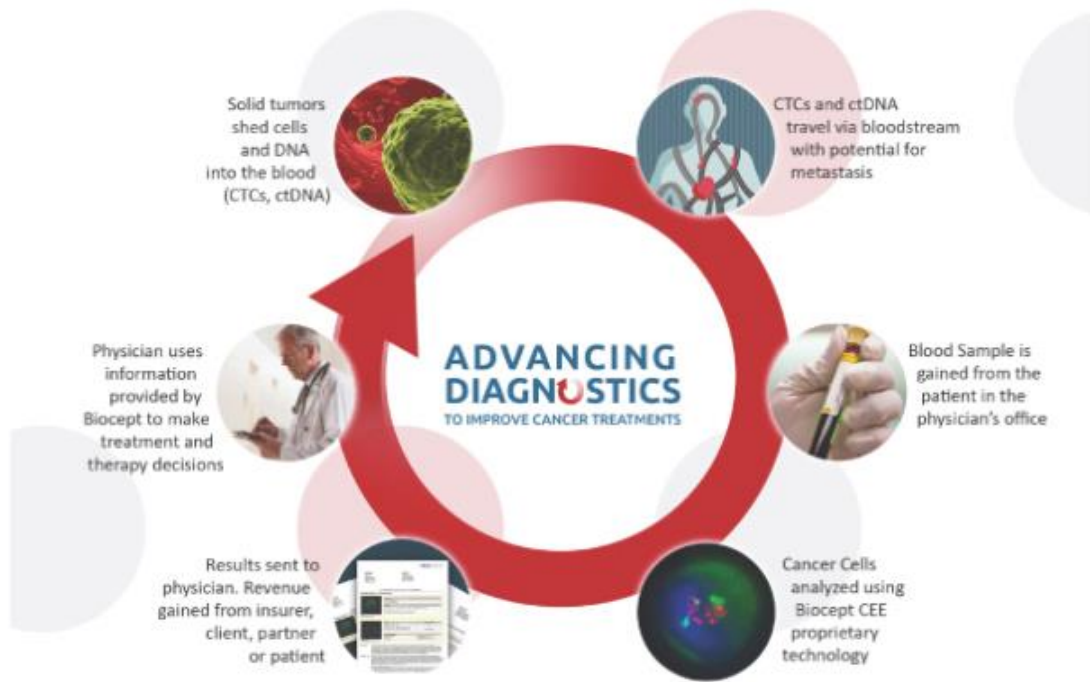 Solid tumors
shed cells
and DNA
into the blood
(CTCs, ctDNA)
CTCs and ctDNA
travel via bloodstream
with potential for
metastasis
Blood Sample is
gained from the
patient in the
physician's office
Cancer Cells
analyzed using
Biocept CEE
proprietary
technology
Results sent to
physician. Revenue
gained from insurer,
client, partner
or patient
Physician uses
information
provided by
Biocept to make
treatment and
therapy decisions
ADVANCING
DIAGNOSTICS
TO IMPROVE CANCER TREATMENTS